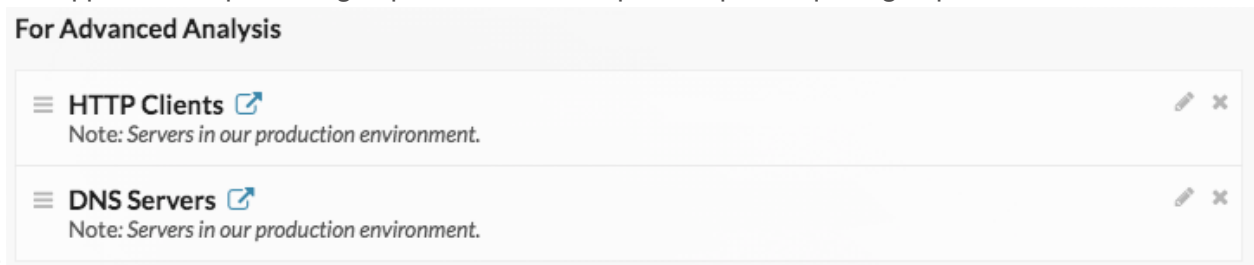 For Advanced Analysis
HTTP Clients
Note: Servers in our production environment.
DNS Servers
Note: Servers in our production environment.